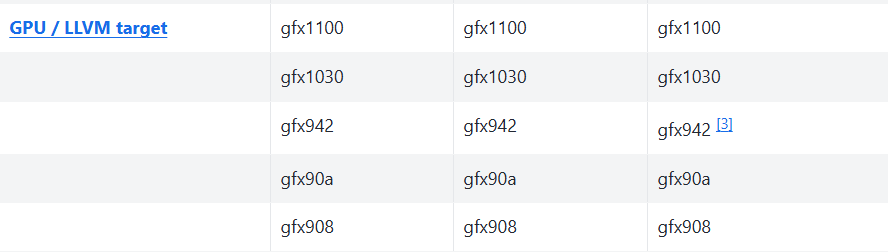 GPU / LLVM target gfx1100 gfx1100 gfx1100
gfx1030 gfx1030 gfx1030
gfx942 gfx942 gfx942 [3]
gfx90a gfx90a gfx90a
gfx908 gfx908 gfx908